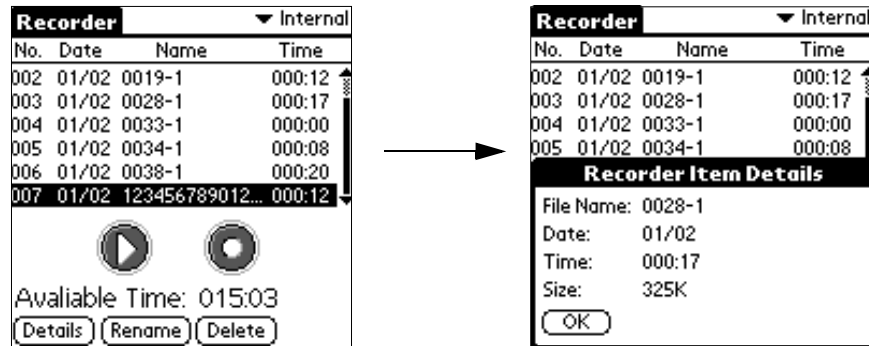 Recorder Internal
No. Date Name Time
002 01/02 0019-1 000:12
003 01/02 0028-1 000:17
004 01/02 0033-1 000:00
005 01/02 0034-1 000:08
006 01/02 0038-1 000:20
007 01/02 123456789012... 000:12
Avaliable Time: 015:03
Details Rename Delete
Recorder Internal
No. Date Name Time
002 01/02 0019-1 000:12
003 01/02 0028-1 000:17
004 01/02 0033-1 000:00
005 01/02 0034-1 000:08
Recorder Item Details
File Name: 0028-1
Date: 01/02
Time: 000:17
Size: 325K
OK